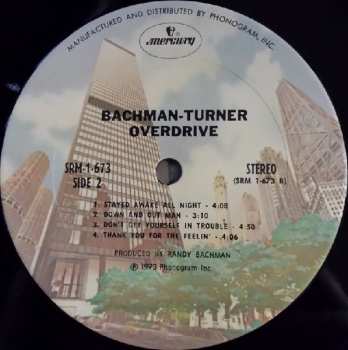 MANUFACTURED AND DISTRIBUTED BY PHONOGRAM, INC.
mercury
BACHMAN-TURNER
OVERDRIVE
SRM-1-673
SIDE 2
STEREO
(SRM 1-673 B)
1. STAYED AWAKE ALL NIGHT - 4:08
2. DOWN AND OUT MAN - 3:10
3. DON'T GET YOURSELF IN TROUBLE - 4:50
4. THANK YOU FOR THE FEELIN' - 4:06
PRODUCED BY RANDY BACHMAN
℗ 1973 Phonogram Inc.